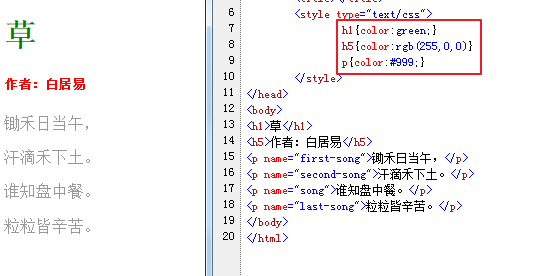 草
作者：白居易
锄禾日当午，
汗滴禾下土。
谁知盘中餐。
粒粒皆辛苦。
6 <style type="text/css">
7 h1{color:green;}
8 h5{color:rgb(255,0,0)}
9 p{color:#999;}
10 </style>
11 </head>
12 <body>
13 <h1>草</h1>
14 <h5>作者：白居易</h5>
15 <p name="first-song">锄禾日当午，</p>
16 <p name="second-song">汗滴禾下土。</p>
17 <p name="song">谁知盘中餐。</p>
18 <p name="last-song">粒粒皆辛苦。</p>
19 </body>
20 </html>